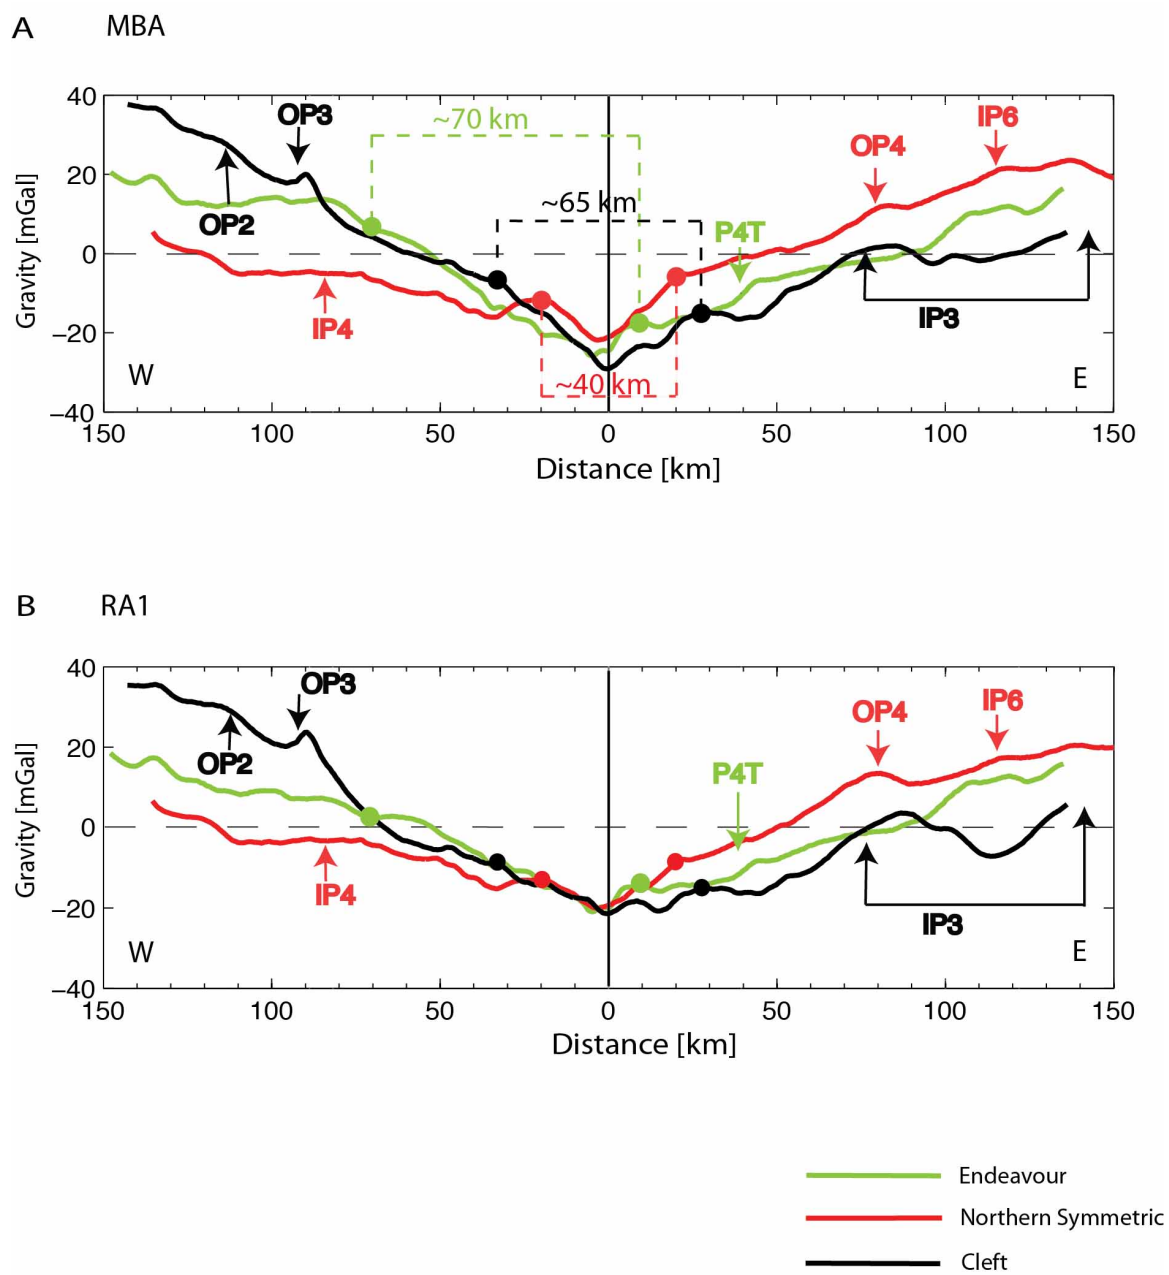 A MBA
40
20
0
−20
−40
Gravity [mGal]
OP3
~70 km
IP6
OP4
OP2
~65 km
P4T
IP4
IP3
W
~40 km
E
150 100 50 0 50 100 150
Distance [km]
B RA1
40
20
0
−20
−40
Gravity [mGal]
OP3
IP6
OP4
OP2
P4T
IP4
IP3
W
E
150 100 50 0 50 100 150
Distance [km]
Endeavour
Northern Symmetric
Cleft